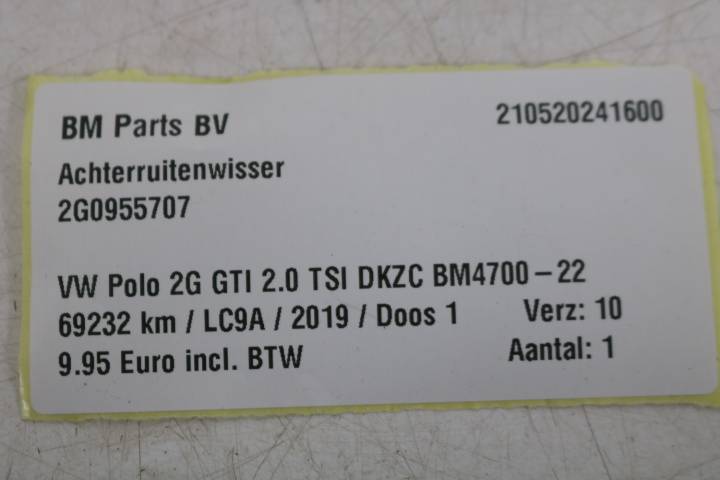 BM Parts BV 210520241600
Achterruitenwisser
2G0955707
VW Polo 2G GTI 2.0 TSI DKZC BM4700-22
69232 km / LC9A / 2019 / Doos 1 Verz: 10
9.95 Euro incl. BTW Aantal: 1